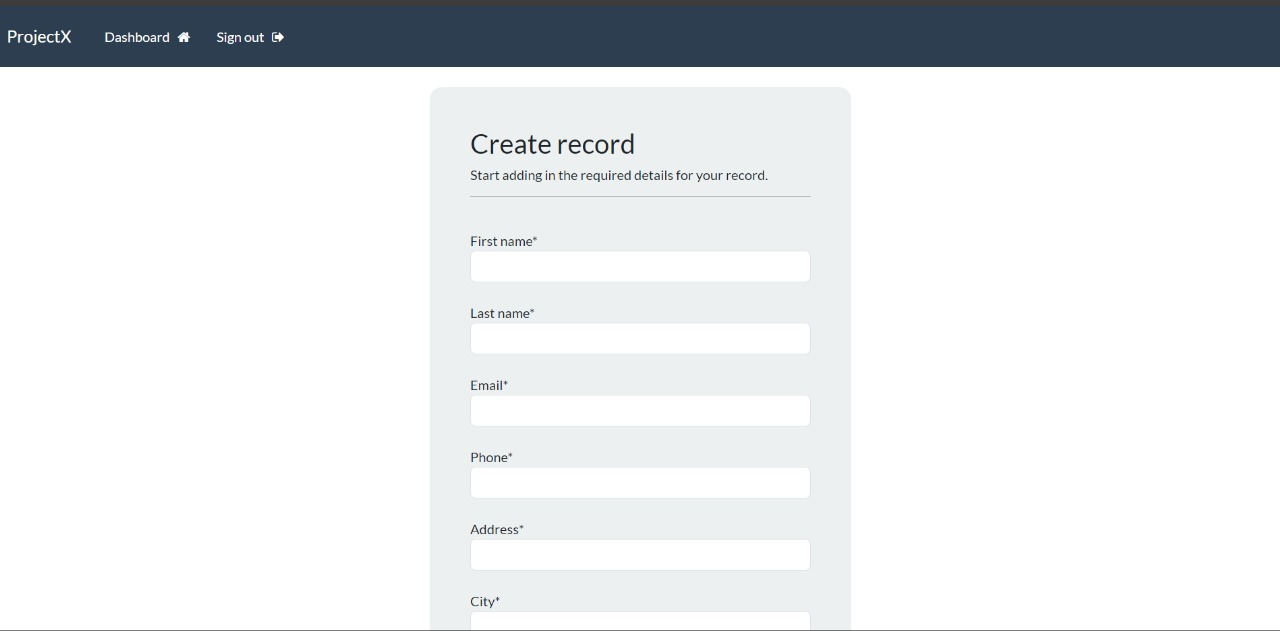 ProjectX Dashboard Sign out
Create record
Start adding in the required details for your record.
First name*
Last name*
Email*
Phone*
Address*
City*